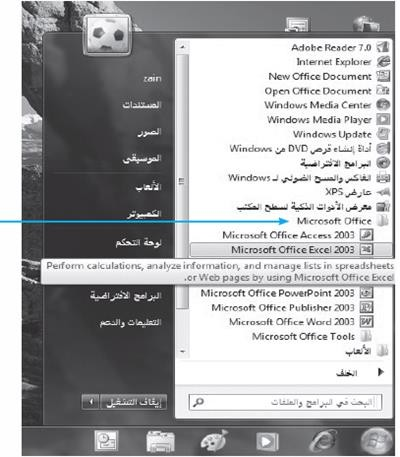 Adobe Reader 7.0
Internet Explorer
New Office Document
Open Office Document
Windows Media Center
Windows Media Player
Windows Update
أداة إنشاء قرص DVD من Windows
البرامج الافتراضية
الفاكس والمسح الضوئي لـ Windows
عارض XPS
معرض الأدوات الذكية لسطح المكتب
Microsoft Office
Microsoft Office Access 2003
Microsoft Office Excel 2003
Perform calculations, analyze information, and manage lists in spreadsheets
.or Web pages by using Microsoft Office Excel
Microsoft Office PowerPoint 2003
Microsoft Office Publisher 2003
Microsoft Office Word 2003
Microsoft Office Tools
الألعاب
الخلف
البحث في البرامج والملفات
zain
المستندات
الصور
الموسيقى
الألعاب
الكمبيوتر
لوحة التحكم
البرامج الافتراضية
التعليمات والدعم
إيقاف التشغيل